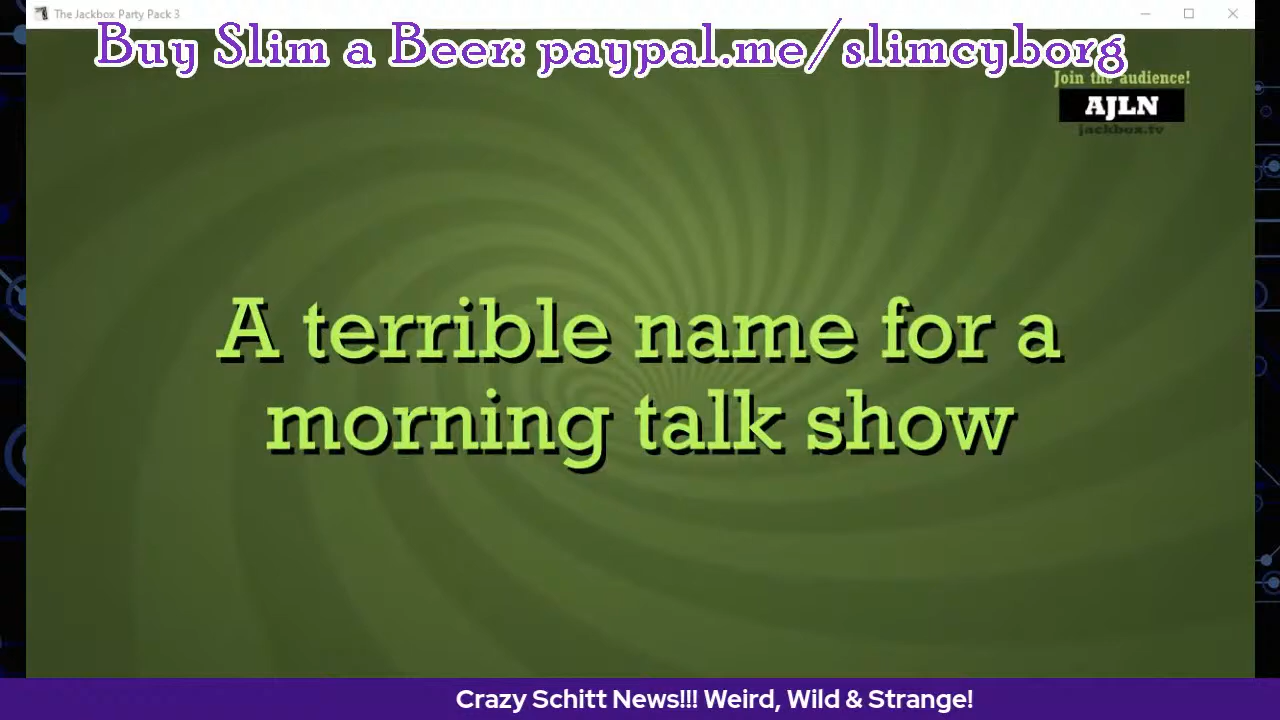 The Jackbox Party Pack 3
Buy Slim a Beer: paypal.me/slimcyborg
Join the audience!
AJLN
jackbox.tv
A terrible name for a
morning talk show
Crazy Schitt News!!! Weird, Wild & Strange!